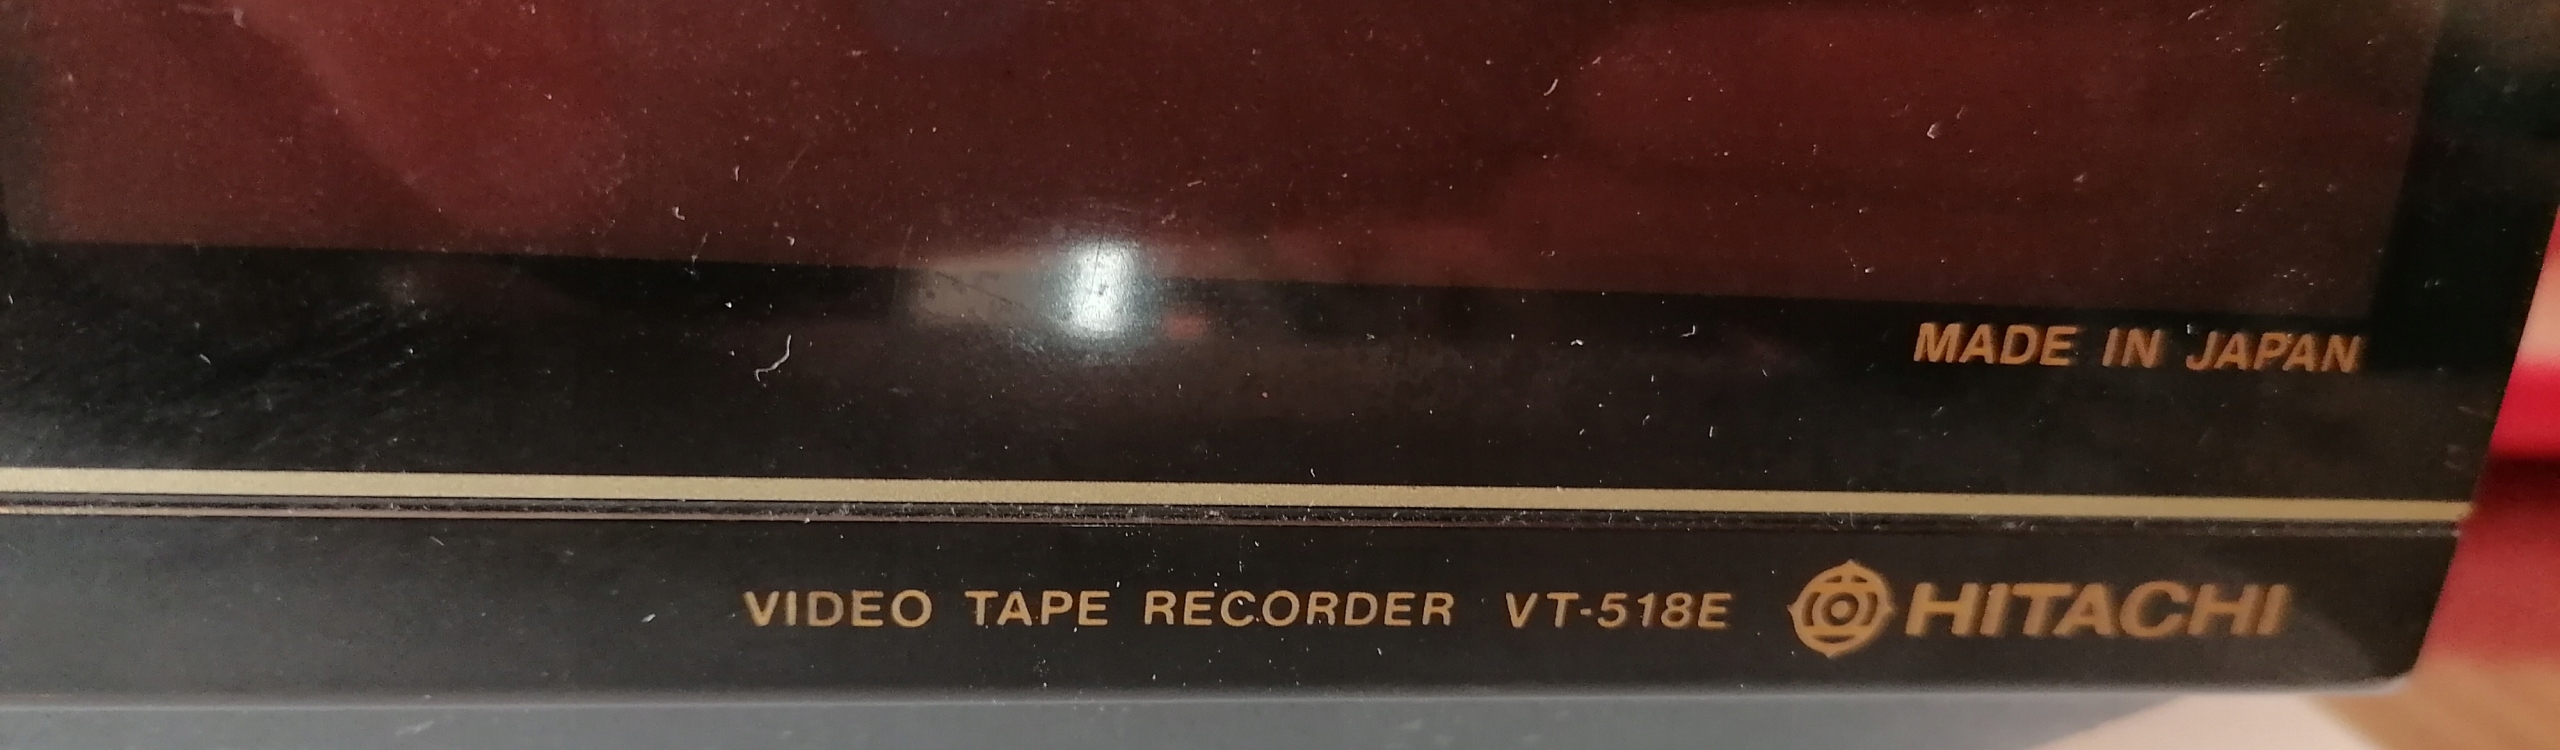 MADE IN JAPAN
VIDEO TAPE RECORDER VT-518E HITACHI